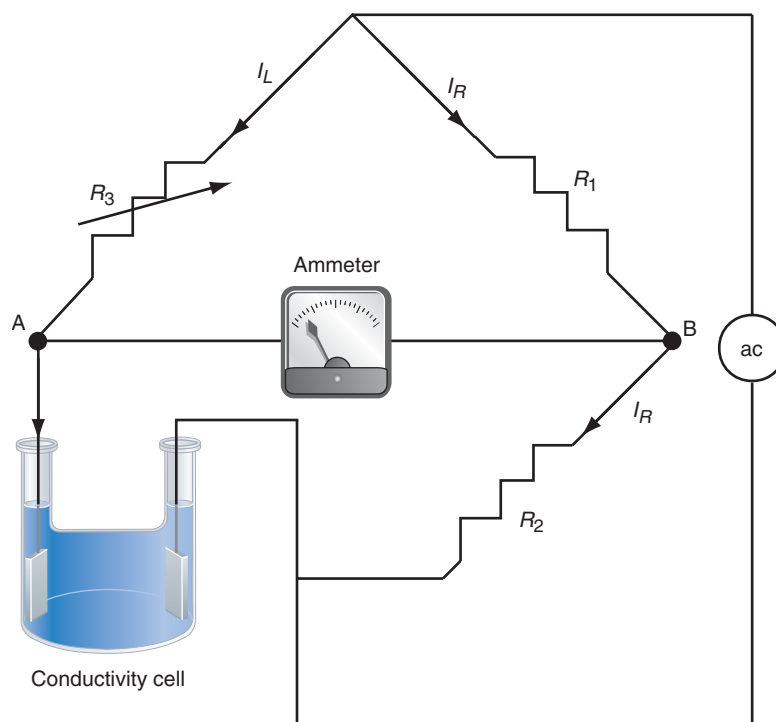 I_L
I_R
R_3
R_1
Ammeter
A
B
ac
I_R
R_2
Conductivity cell